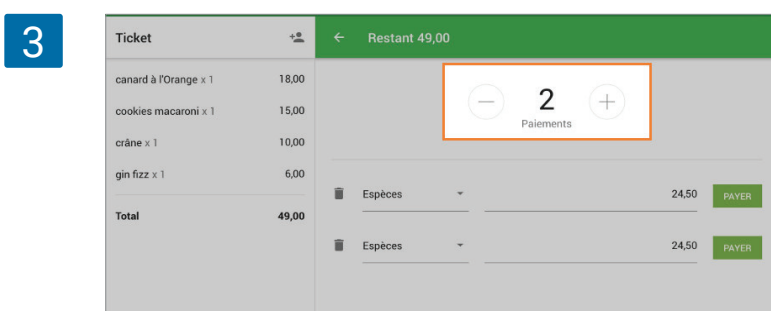 3
Ticket
Restant 49,00
canard à l'Orange x 1 18,00
cookies macaroni x 1 15,00
crâne x 1 10,00
gin fizz x 1 6,00
Total 49,00
2
Paiements
Espèces 24,50 PAYER
Espèces 24,50 PAYER